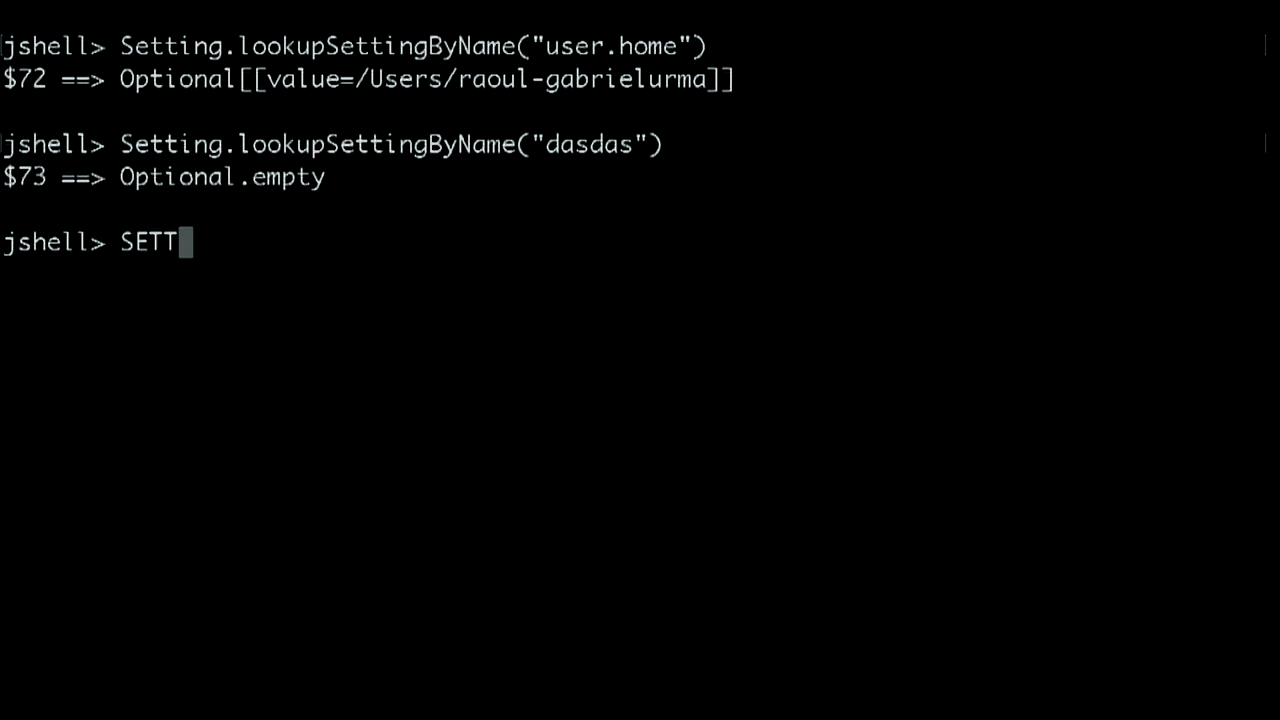 jshell> Setting.lookupSettingByName("user.home")
$72 ==> Optional[[value=/Users/raoul-gabrielurma]]
jshell> Setting.lookupSettingByName("dasdas")
$73 ==> Optional.empty
jshell> SETT